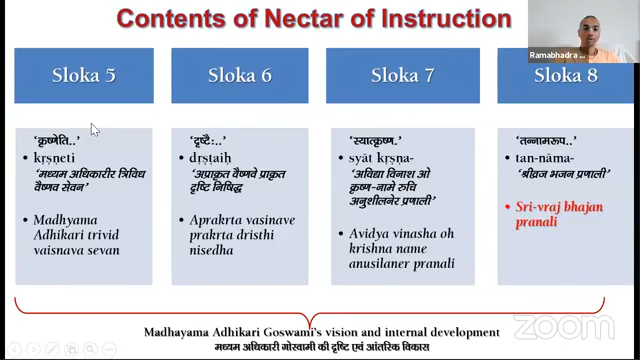 Contents of Nectar of Instruction
Ramabhadra ...
Sloka 5
'कृष्णेति..'
kṛṣṇeti
'मध्यम अधिकारीर त्रिविध
वैष्णव सेवन'
Madhyama
Adhikari trivid
vaisnava sevan
Sloka 6
'दृष्टैः..'
dṛṣṭaiḥ
'अप्राकृत वैष्णवे प्राकृत
दृष्टि निषिद्ध'
Aprakrta vasinave
prakrta dristhi
nisedha
Sloka 7
'स्यात्कृष्ण.'
syāt kṛṣṇa-
'अविद्या विनाश ओ
कृष्ण-नामे रुचि
अनुशीलनेर प्रणाली'
Avidya vinasha oh
krishna name
anusilaner pranali
Sloka 8
'तन्नामरूप..'
tan-nāma-
'श्रीव्रज भजन प्रणाली'
Sri-vraj bhajan
pranali
Madhayama Adhikari Goswami's vision and internal development
मध्यम अधिकारी गोस्वामी की दृष्टि एवं आंतरिक विकास
zoom